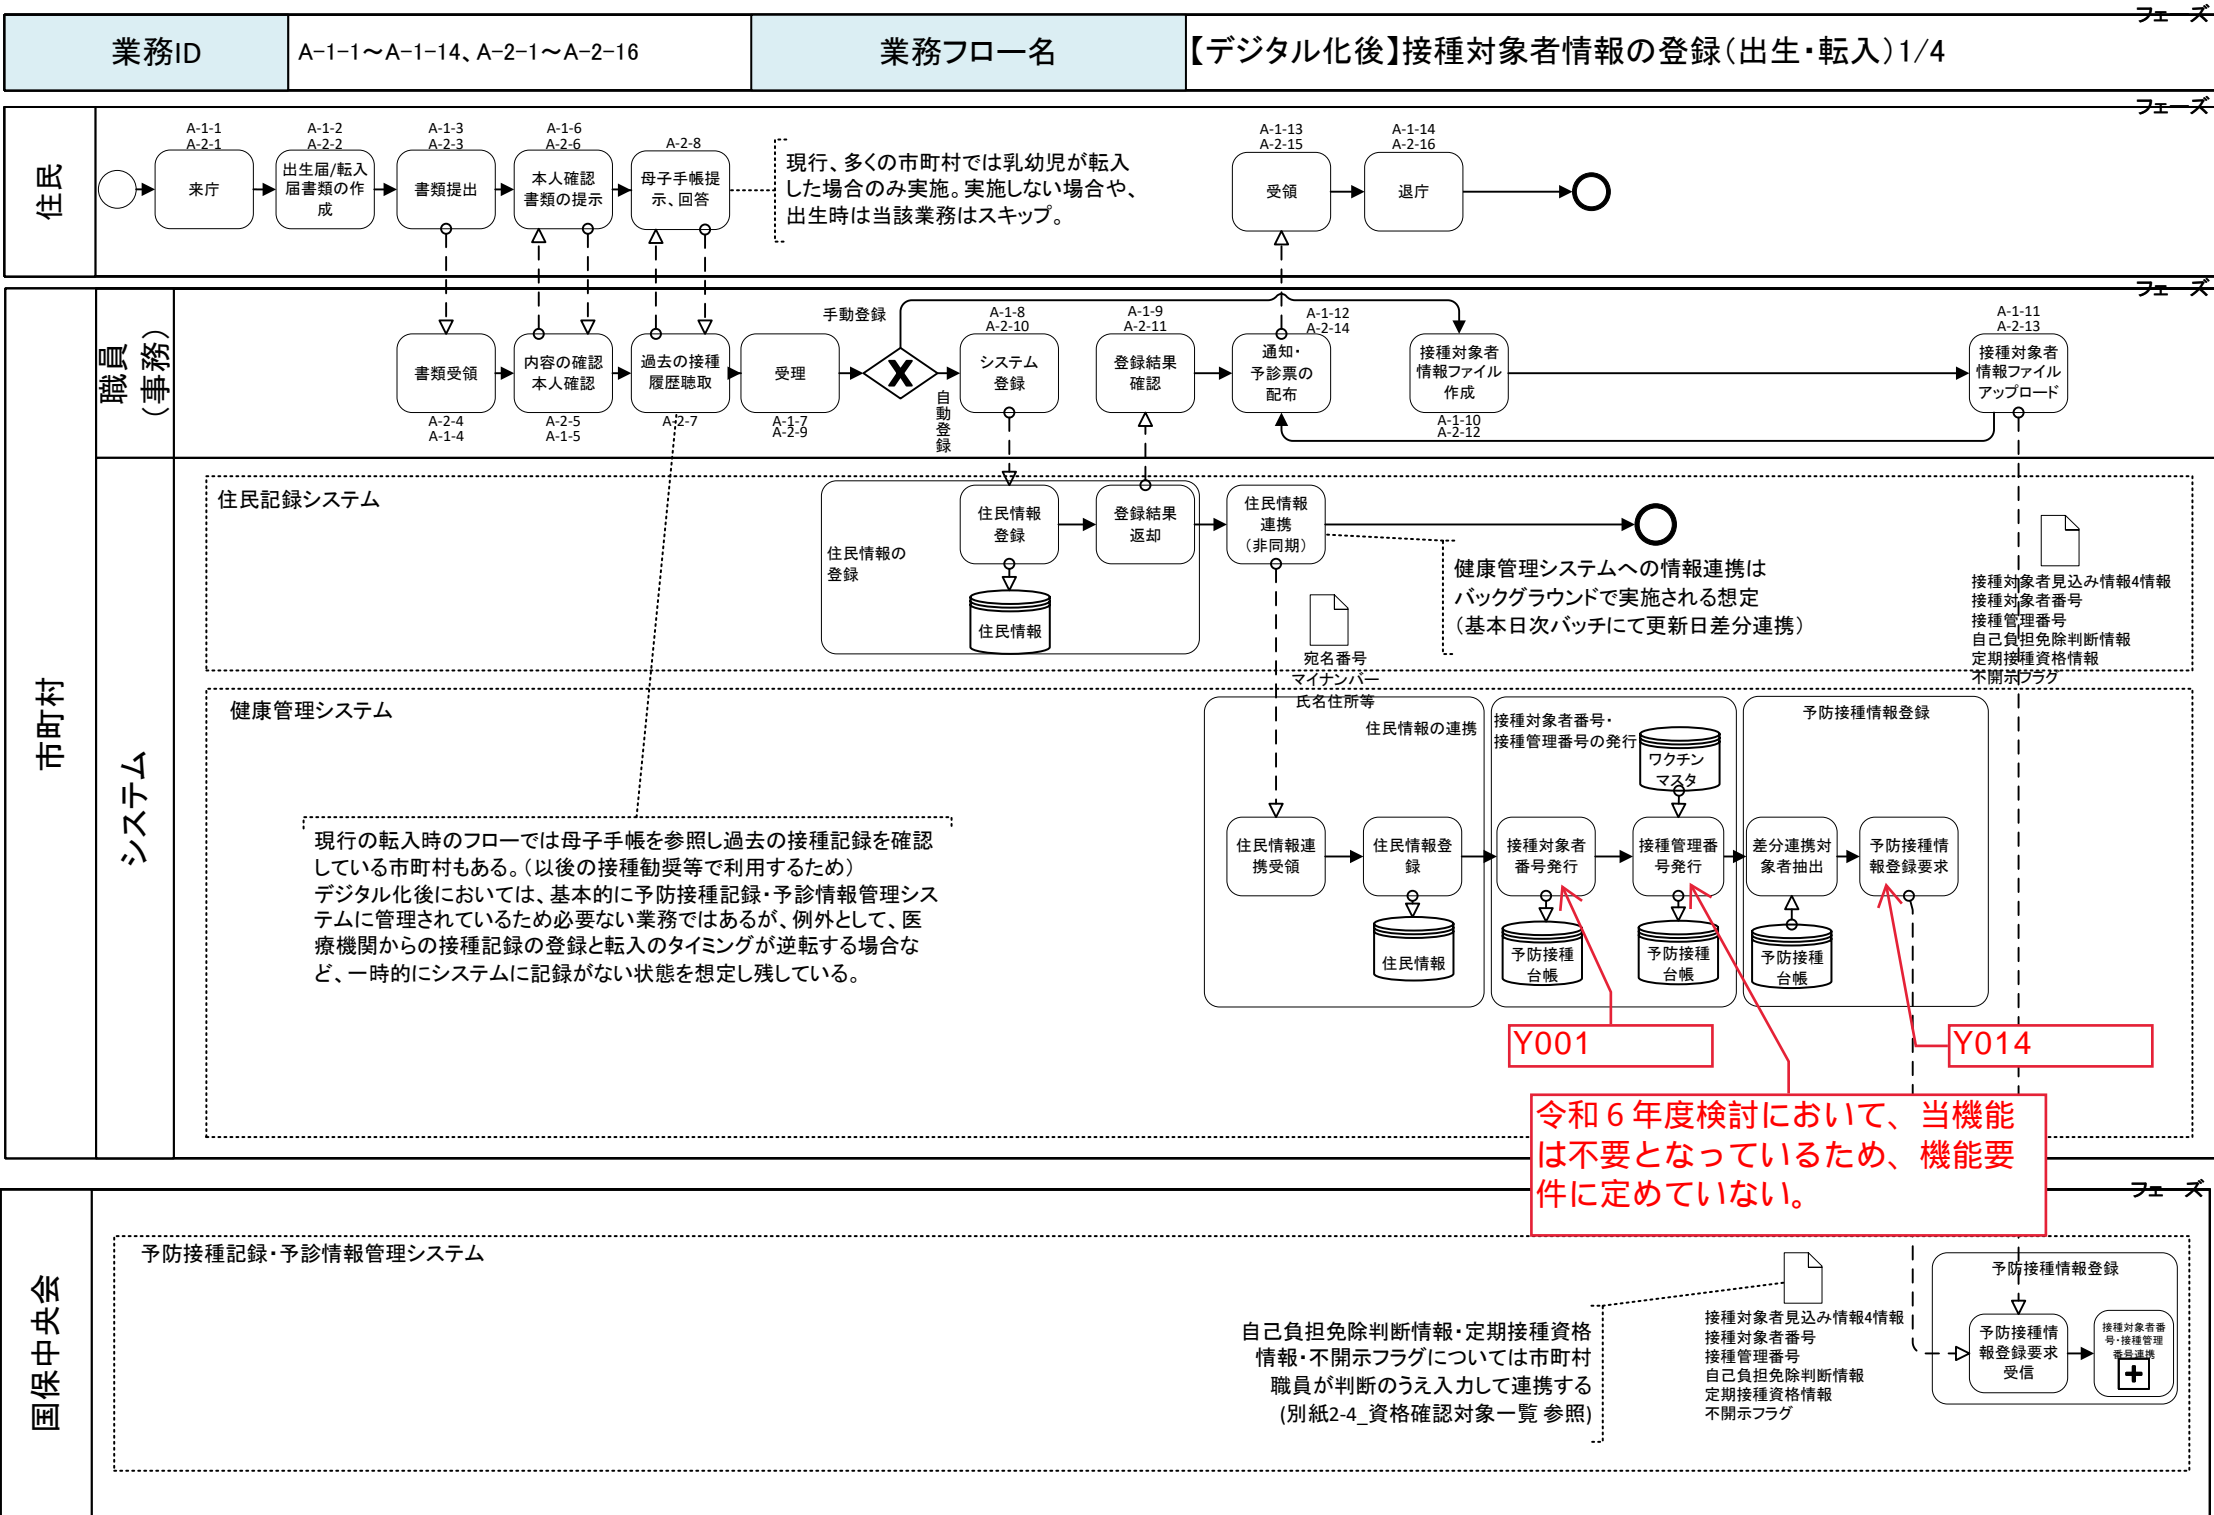 フェーズ
業務ID
A-1-1～A-1-14、A-2-1～A-2-16
業務フロー名
【デジタル化後】接種対象者情報の登録（出生・転入）1/4
フェーズ
住民
A-1-1
A-2-1
来庁
A-1-2
A-2-2
出生届/転入
届書類の作
成
A-1-3
A-2-3
書類提出
A-1-6
A-2-6
本人確認
書類の提示
A-2-8
母子手帳提
示、回答
現行、多くの市町村では乳幼児が転入
した場合のみ実施。実施しない場合や、
出生時は当該業務はスキップ。
A-1-13
A-2-15
受領
A-1-14
A-2-16
退庁
フェーズ
市町村
職員
（事務）
書類受領
A-2-4
A-1-4
内容の確認
本人確認
A-2-5
A-1-5
過去の接種
履歴聴取
A-2-7
受理
A-1-7
A-2-9
手動登録
X
自動登録
A-1-8
A-2-10
システム
登録
A-1-9
A-2-11
登録結果
確認
A-1-12
A-2-14
通知・
予診票の
配布
接種対象者
情報ファイル
作成
A-1-10
A-2-12
A-1-11
A-2-13
接種対象者
情報ファイル
アップロード
システム
住民記録システム
住民情報の
登録
住民情報
登録
住民情報
登録結果
返却
住民情報
連携
（非同期）
宛名番号
マイナンバー
氏名住所等
健康管理システムへの情報連携は
バックグラウンドで実施される想定
（基本日次バッチにて更新日差分連携）
接種対象者見込み情報4情報
接種対象者番号
接種管理番号
自己負担免除判断情報
定期接種資格情報
不開示フラグ
健康管理システム
現行の転入時のフローでは母子手帳を参照し過去の接種記録を確認
している市町村もある。（以後の接種勧奨等で利用するため）
デジタル化後においては、基本的に予防接種記録・予診情報管理シス
テムに管理されているため必要ない業務ではあるが、例外として、医
療機関からの接種記録の登録と転入のタイミングが逆転する場合な
ど、一時的にシステムに記録がない状態を想定し残している。
住民情報の連携
住民情報連
携受領
住民情報登
録
住民情報
接種対象者番号・
接種管理番号の発行
ワクチン
マスタ
接種対象者
番号発行
予防接種
台帳
接種管理番
号発行
予防接種
台帳
予防接種情報登録
差分連携対
象者抽出
予防接種
台帳
予防接種情
報登録要求
Y001
Y014
令和６年度検討において、当機能
は不要となっているため、機能要
件に定めていない。
フェーズ
国保中央会
予防接種記録・予診情報管理システム
自己負担免除判断情報・定期接種資格
情報・不開示フラグについては市町村
職員が判断のうえ入力して連携する
(別紙2-4_資格確認対象一覧 参照)
接種対象者見込み情報4情報
接種対象者番号
接種管理番号
自己負担免除判断情報
定期接種資格情報
不開示フラグ
予防接種情報登録
予防接種情
報登録要求
受信
接種対象者番
号・接種管理
番号連携